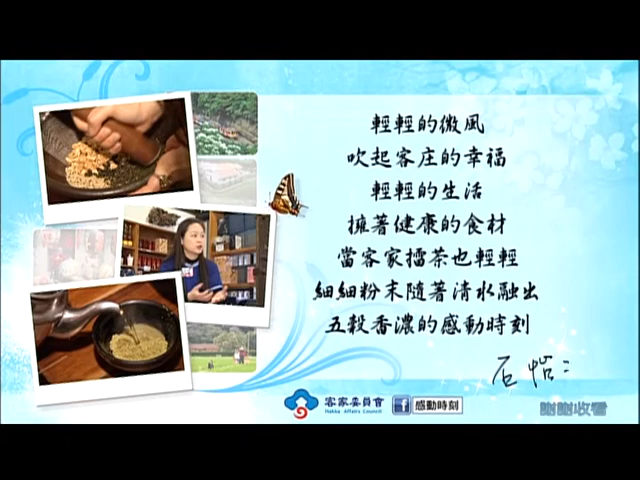 輕輕的微風
吹起客庄的幸福
輕輕的生活
擁著健康的食材
當客家擂茶也輕輕
細細粉末隨著清水融出
五穀香濃的感動時刻
客家委員會
Hakka Affairs Council
感動時刻
謝謝收看